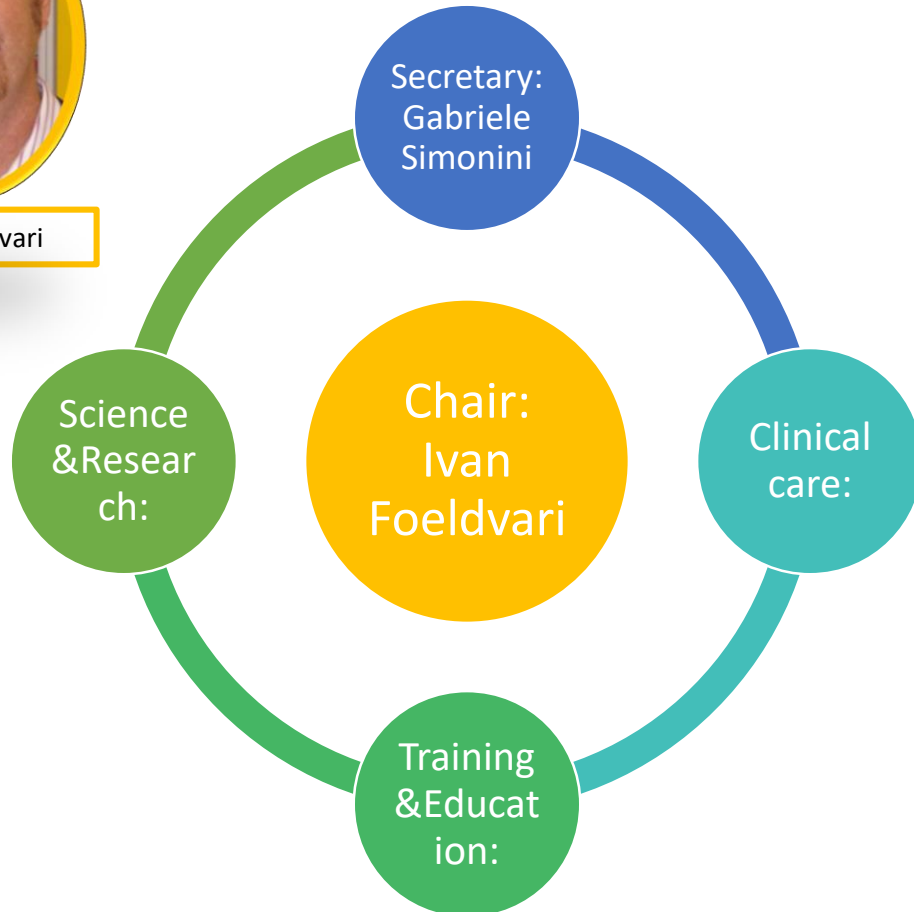 Secretary:
Gabriele
Simonini
vari
Science
&Resear
ch:
Chair:
Ivan
Foeldvari
Clinical
care:
Training
&Educat
ion: